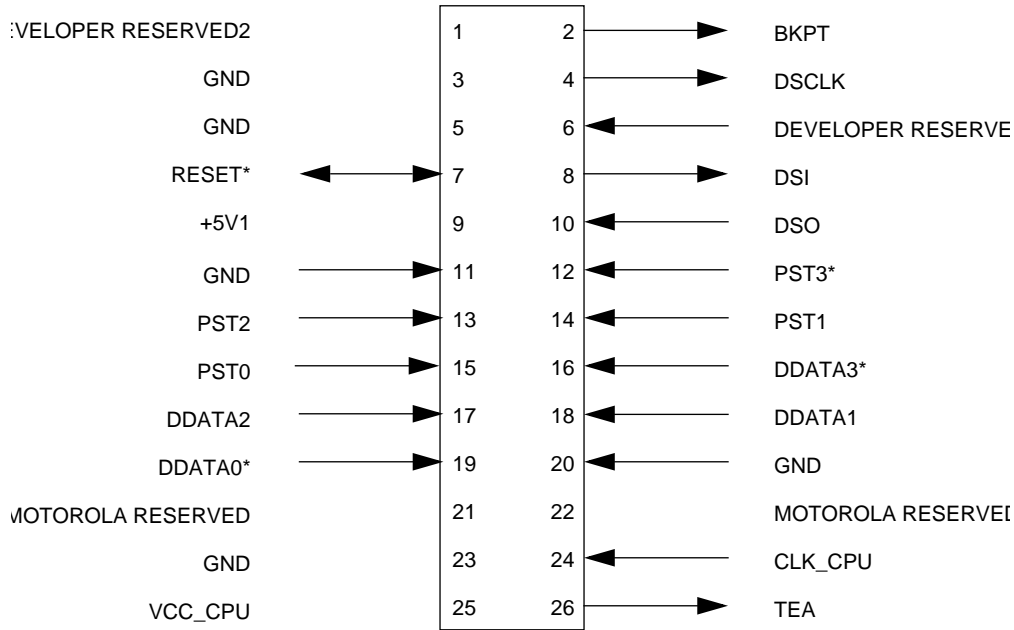 EVELOPER RESERVED2 1 2 BKPT
GND 3 4 DSCLK
GND 5 6 DEVELOPER RESERVE
RESET* 7 8 DSI
+5V1 9 10 DSO
GND 11 12 PST3*
PST2 13 14 PST1
PST0 15 16 DDATA3*
DDATA2 17 18 DDATA1
DDATA0* 19 20 GND
MOTOROLA RESERVED 21 22 MOTOROLA RESERVED
GND 23 24 CLK_CPU
VCC_CPU 25 26 TEA